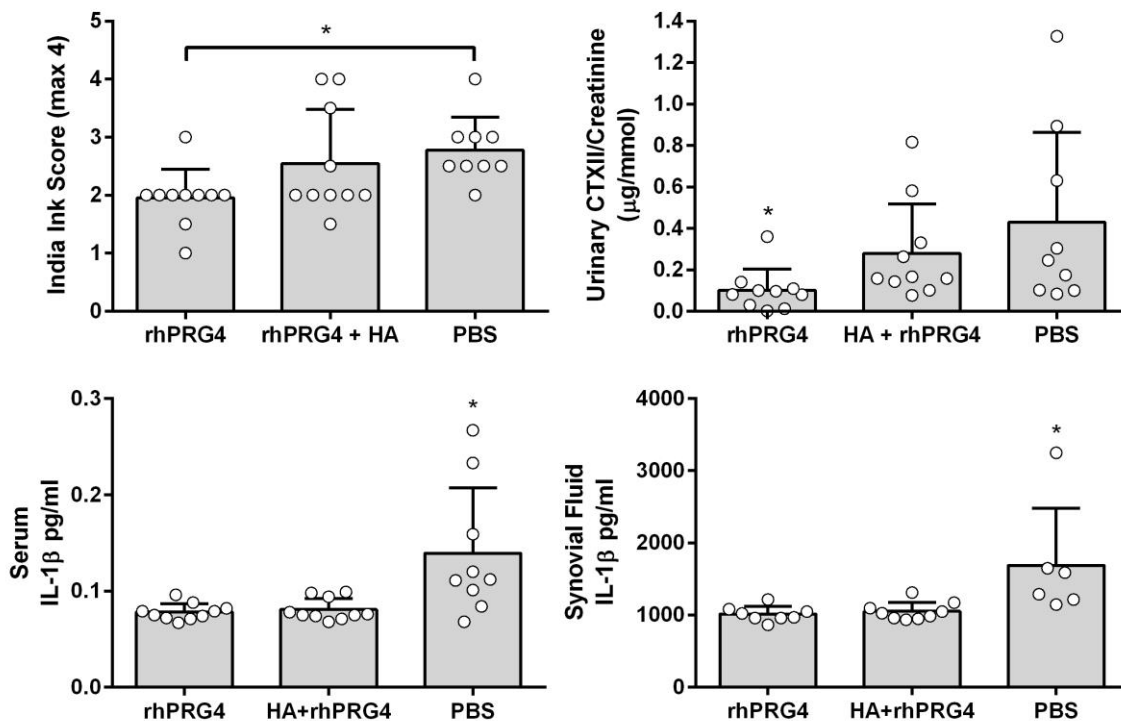 India Ink Score (max 4)
5
4
3
2
1
0
*
rhPRG4 rhPRG4 + HA PBS
Urinary CTXII/Creatinine
(µg/mmol)
1.4
1.2
1.0
0.8
0.6
0.4
0.2
0.0
*
rhPRG4 HA + rhPRG4 PBS
Serum
IL-1β pg/ml
0.3
0.2
0.1
0.0
*
rhPRG4 HA+rhPRG4 PBS
Synovial Fluid
IL-1β pg/ml
4000
3000
2000
1000
0
*
rhPRG4 HA+rhPRG4 PBS